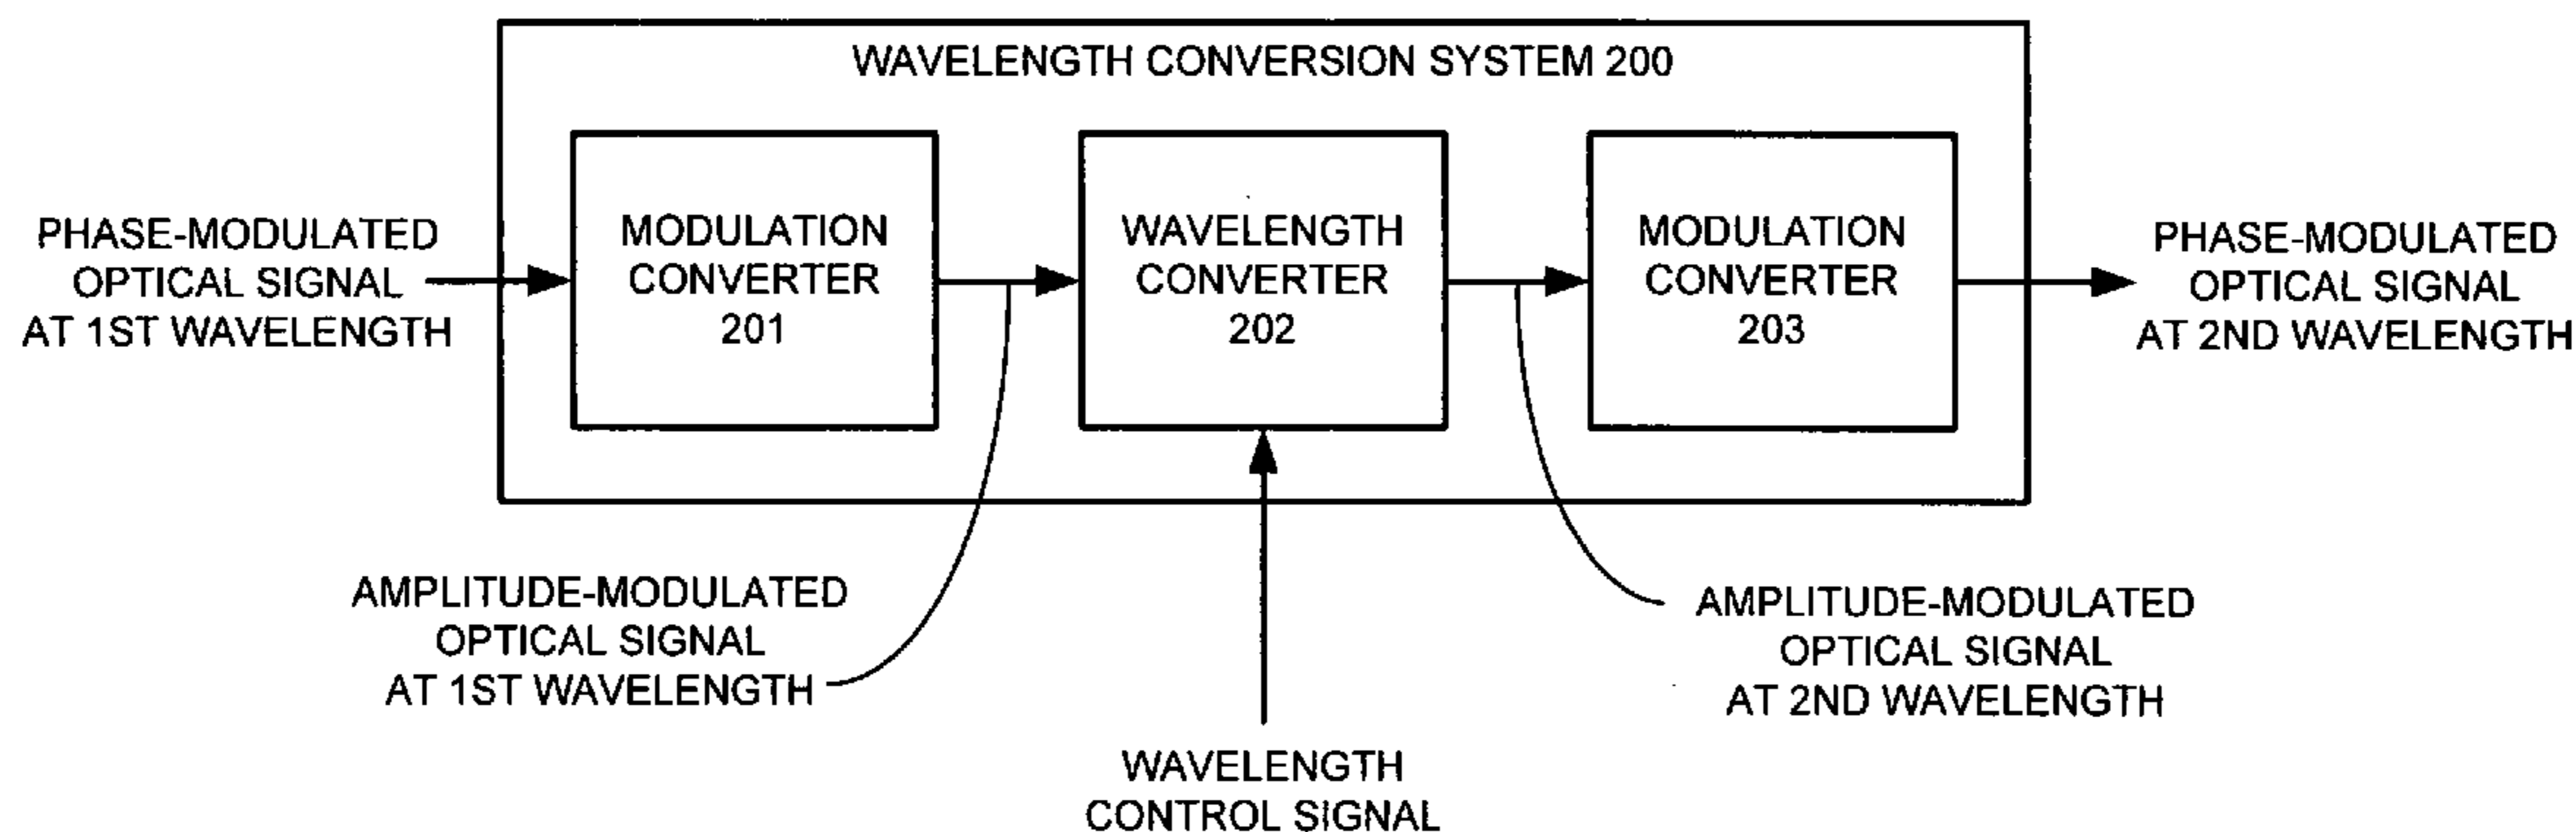 WAVELENGTH CONVERSION SYSTEM 200
PHASE-MODULATED
OPTICAL SIGNAL
AT 1ST WAVELENGTH
MODULATION
CONVERTER
201
WAVELENGTH
CONVERTER
202
MODULATION
CONVERTER
203
PHASE-MODULATED
OPTICAL SIGNAL
AT 2ND WAVELENGTH
AMPLITUDE-MODULATED
OPTICAL SIGNAL
AT 1ST WAVELENGTH
AMPLITUDE-MODULATED
OPTICAL SIGNAL
AT 2ND WAVELENGTH
WAVELENGTH
CONTROL SIGNAL